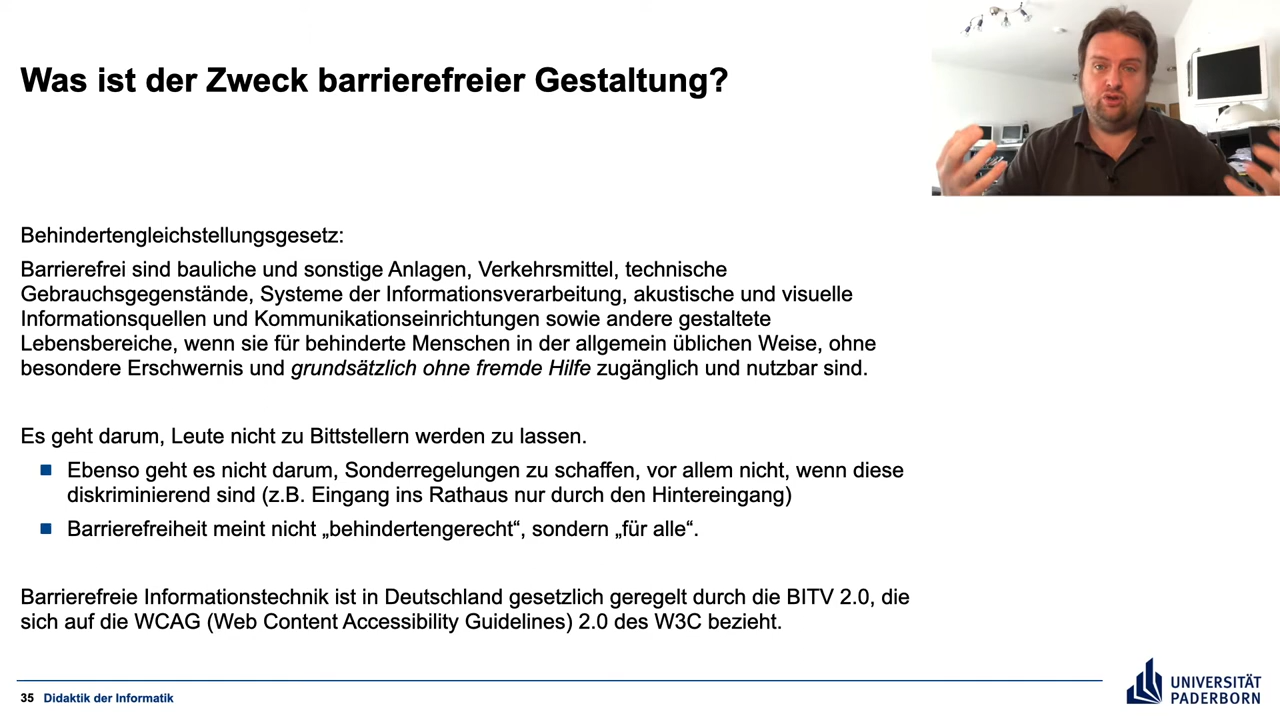 Was ist der Zweck barrierefreier Gestaltung?
Behindertengleichstellungsgesetz:
Barrierefrei sind bauliche und sonstige Anlagen, Verkehrsmittel, technische
Gebrauchsgegenstände, Systeme der Informationsverarbeitung, akustische und visuelle
Informationsquellen und Kommunikationseinrichtungen sowie andere gestaltete
Lebensbereiche, wenn sie für behinderte Menschen in der allgemein üblichen Weise, ohne
besondere Erschwernis und grundsätzlich ohne fremde Hilfe zugänglich und nutzbar sind.
Es geht darum, Leute nicht zu Bittstellern werden zu lassen.
Ebenso geht es nicht darum, Sonderregelungen zu schaffen, vor allem nicht, wenn diese
diskriminierend sind (z.B. Eingang ins Rathaus nur durch den Hintereingang)
Barrierefreiheit meint nicht „behindertengerecht“, sondern „für alle“.
Barrierefreie Informationstechnik ist in Deutschland gesetzlich geregelt durch die BITV 2.0, die
sich auf die WCAG (Web Content Accessibility Guidelines) 2.0 des W3C bezieht.
35 Didaktik der Informatik
UNIVERSITÄT
PADERBORN